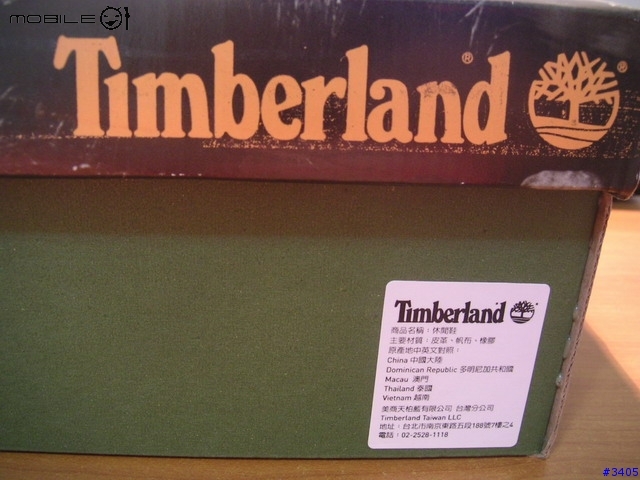 MOBILE01
Timberland ®
Timberland ®
商品名稱：休閒鞋
主要材質：皮革、帆布、橡膠
原產地中英文對照：
China 中國大陸
Dominican Republic 多明尼加共和國
Macau 澳門
Thailand 泰國
Vietnam 越南
美商天柏嵐有限公司 台灣分公司
Timberland Taiwan LLC
地址：台北市南京東路五段188號7樓之4
電話：02-2528-1118
#3405